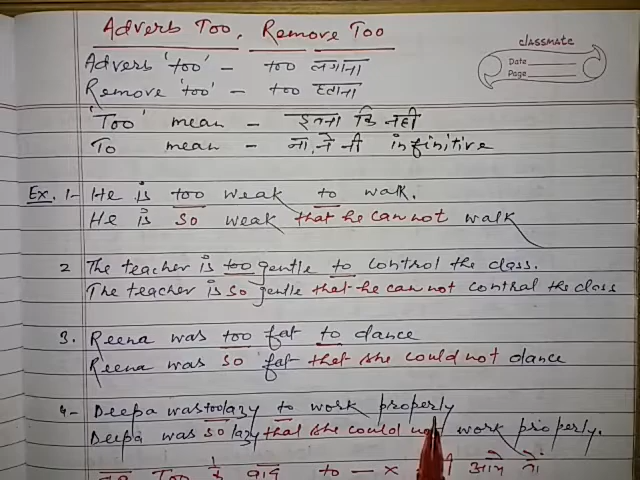 Adverb Too, Remove Too
classmate
Date
Page
Adverb 'too' - too लगाना
Remove 'too' - too हटाना
'Too' mean - इतना कि नही
To mean - ना, ने नी infinitive
Ex. 1- He is too weak to walk.
He is so weak that he can not walk
2 The teacher is too gentle to control the class.
The teacher is so gentle that he can not control the class
3. Reena was too fat to dance
Reena was so fat that she could not dance
4- Deepa was too lazy to work properly
Deepa was so lazy that she could not work properly.
Too के बाद to - x आगे तो